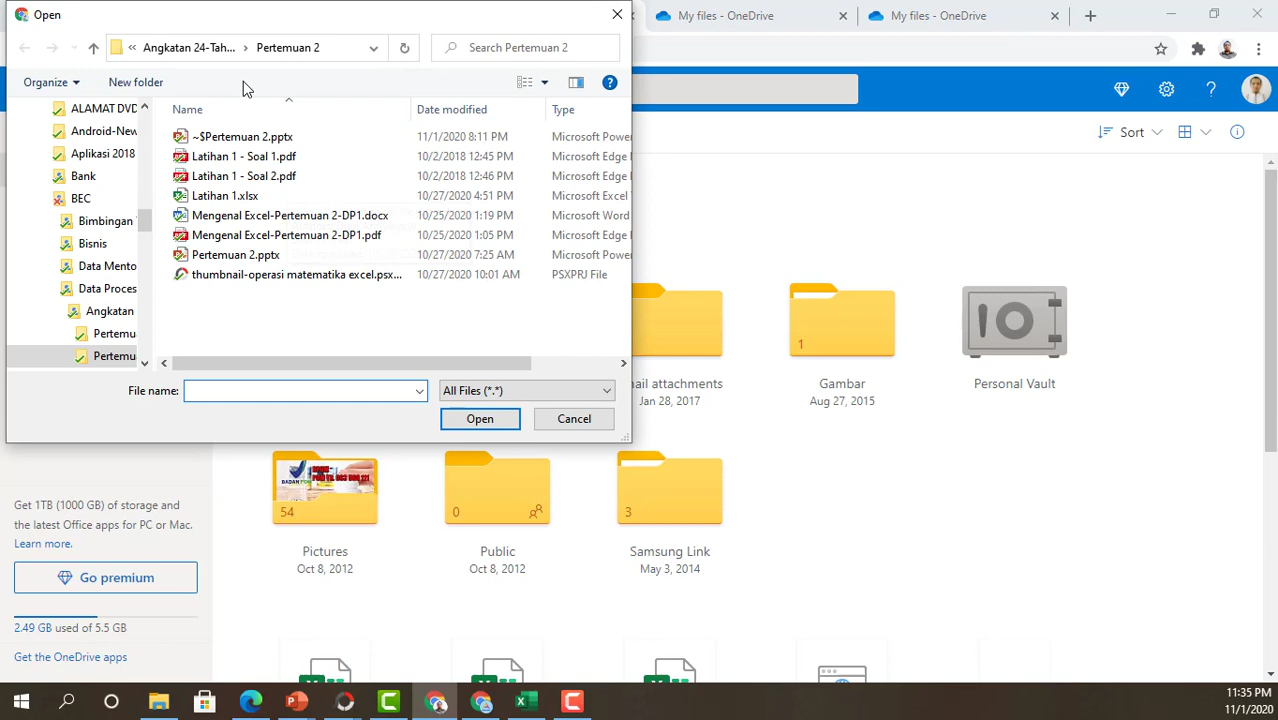 Open
My files - OneDrive
My files - OneDrive
Angkatan 24-Tah... Pertemuan 2
Search Pertemuan 2
Organize
New folder
Name Date modified Type
~$Pertemuan 2.pptx 11/1/2020 8:11 PM Microsoft Power
Latihan 1 - Soal 1.pdf 10/2/2018 12:45 PM Microsoft Edge
Latihan 1 - Soal 2.pdf 10/2/2018 12:46 PM Microsoft Edge
Latihan 1.xlsx 10/27/2020 4:51 PM Microsoft Excel
Mengenal Excel-Pertemuan 2-DP1.docx 10/25/2020 1:19 PM Microsoft Word
Mengenal Excel-Pertemuan 2-DP1.pdf 10/25/2020 1:05 PM Microsoft Edge
Pertemuan 2.pptx 10/27/2020 7:25 AM Microsoft Power
thumbnail-operasi matematika excel.psx... 10/27/2020 10:01 AM PSXPRJ File
ALAMAT DVD
Android-New
Aplikasi 2018
Bank
BEC
Bimbingan
Bisnis
Data Mento
Data Proces
Angkatan
Pertemu
Pertemu
File name:
All Files (*.*)
Open
Cancel
Sort
ail attachments
Jan 28, 2017
1
Gambar
Aug 27, 2015
Personal Vault
54
Pictures
Oct 8, 2012
0
Public
Oct 8, 2012
3
Samsung Link
May 3, 2014
Get 1TB (1000 GB) of storage and
the latest Office apps for PC or Mac.
Learn more.
Go premium
2.49 GB used of 5.5 GB
Get the OneDrive apps
11:35 PM
11/1/2020